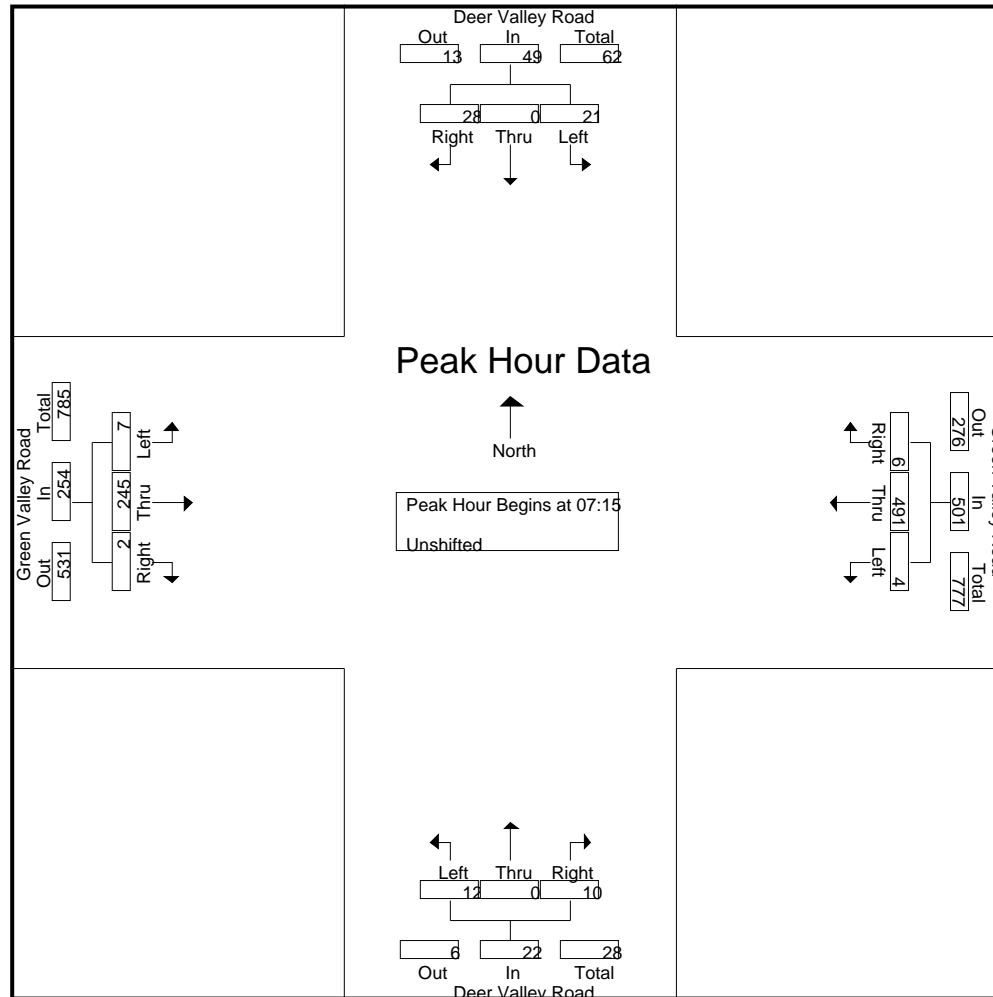 Deer Valley Road
Out In Total
13 49 62
28 0 21
Right Thru Left
Peak Hour Data
North
Peak Hour Begins at 07:15
Unshifted
Green Valley Road
Out In Total
531 254 785
Right Thru Left
2 245 7
Right Thru Left
6 491 4
Out In Total
276 501 777
Left Thru Right
12 0 10
6 22 28
Out In Total
Deer Valley Road